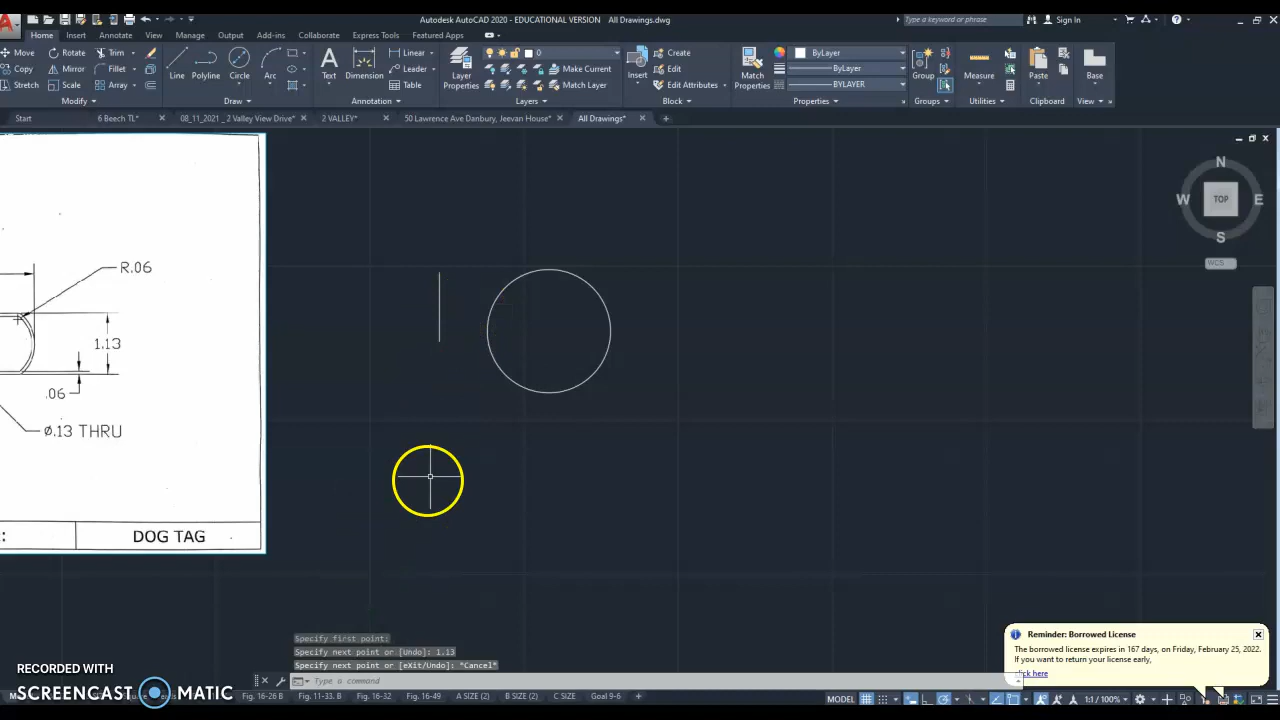 Autodesk AutoCAD 2020 - EDUCATIONAL VERSION All Drawings.dwg
Type a keyword or phrase
Sign In
Home Insert Annotate Parametric View Manage Output Add-ins Collaborate Express Tools Featured Apps
Move Rotate Trim
Copy Mirror Fillet
Stretch Scale Array
Modify
Line Polyline Circle Arc
Draw
Text Dimension
Linear
Leader
Table
Annotation
Layer Properties
0
Make Current
Match Layer
Layers
Insert
Create
Edit
Edit Attributes
Block
Match Properties
ByLayer
ByLayer
BYLAYER
Properties
Group
Groups
Measure
Utilities
Paste
Clipboard
Base
View
Start
6 Beech TL*
08_11_2021 _ 2 Valley View Drive*
2 VALLEY*
50 Lawrence Ave Danbury, Jeevan House*
All Drawings*
N
W TOP E
S
WCS
R.06
1.13
.06
Ø.13 THRU
:
DOG TAG
Specify first point:
Specify next point or [Undo]: 1.13
Specify next point or [eXit/Undo]: *Cancel*
Type a command
Reminder: Borrowed License
The borrowed license expires in 167 days, on Friday, February 25, 2022.
If you want to return your license early,
click here
RECORDED WITH
SCREENCAST MATIC
Fig. 16-26 B Fig. 11-33. B Fig. 16-32 Fig. 16-49 A SIZE (2) B SIZE (2) C SIZE Goal 9-6
MODEL
1:1 / 100%